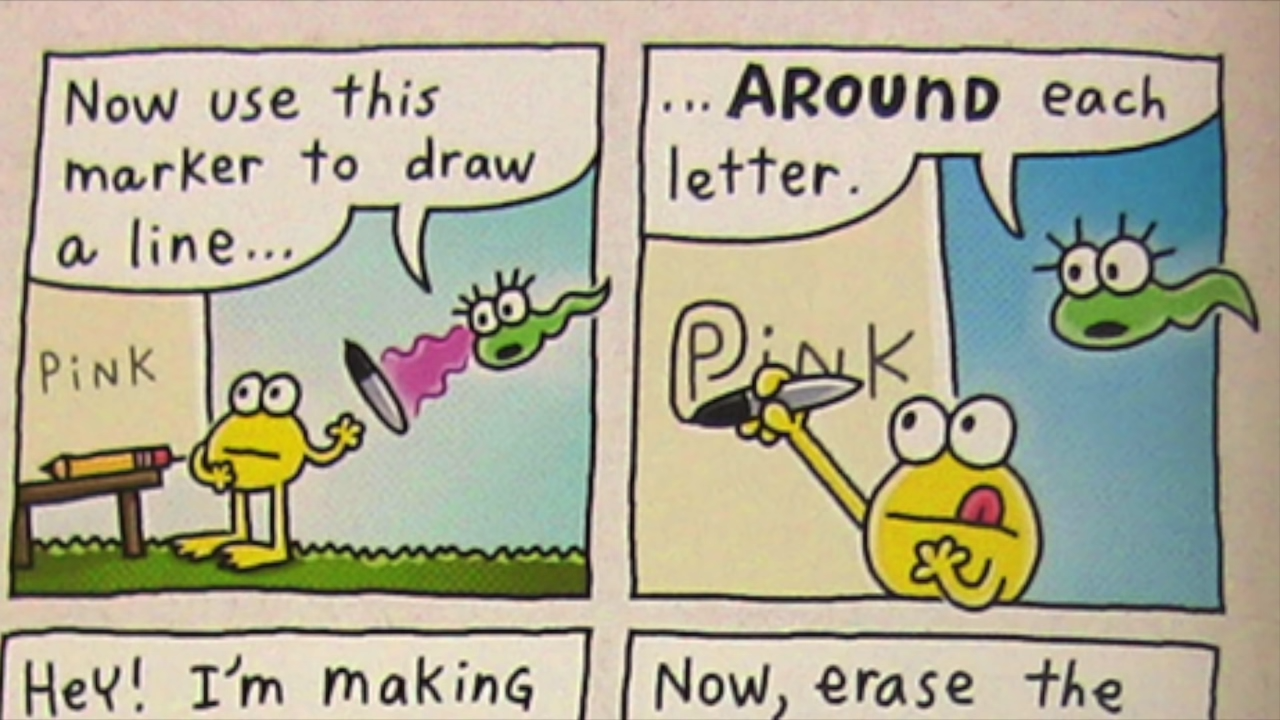 Now use this
marker to draw
a line...
PiNK
... AROUND each
letter.
PiNK
HeY! I'm making
Now, erase the